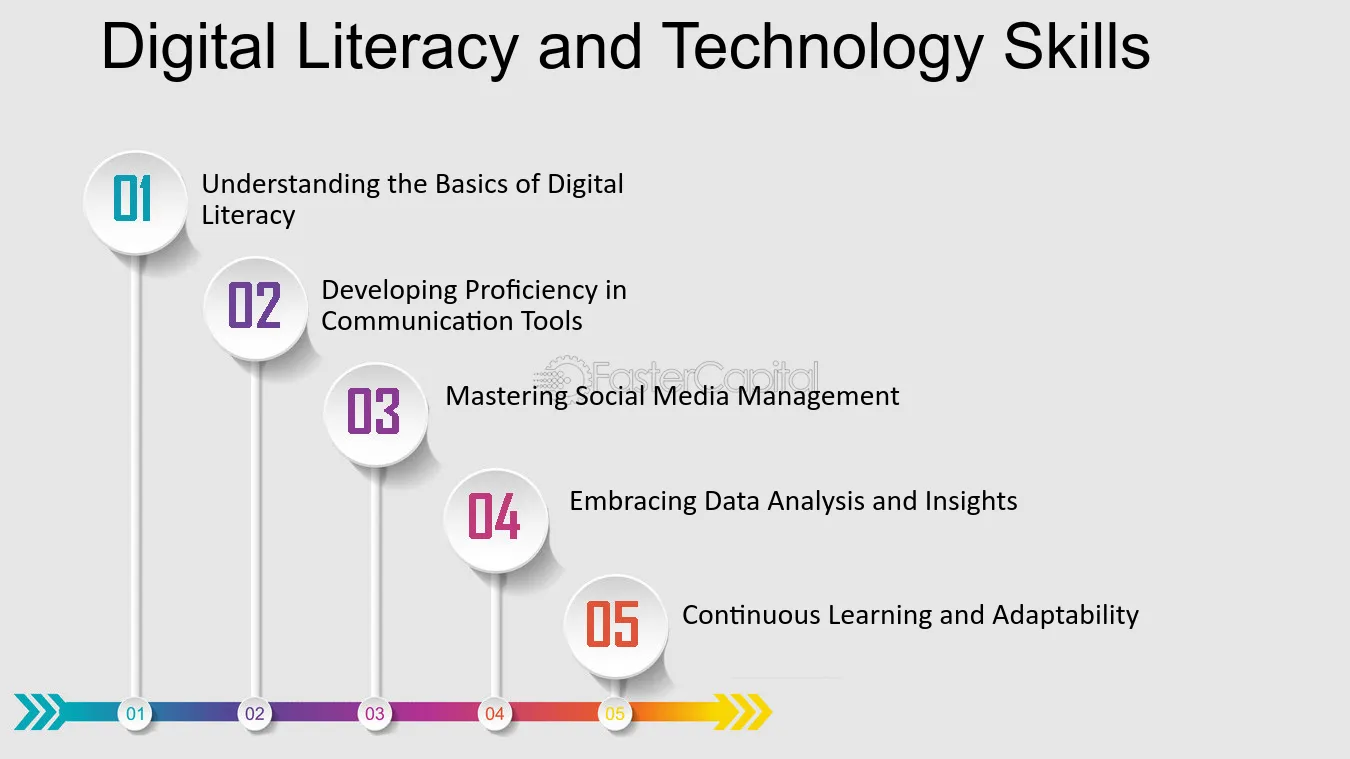 Digital Literacy and Technology Skills
01
Understanding the Basics of Digital
Literacy
02
Developing Proficiency in
Communication Tools
FasterCapital
03
Mastering Social Media Management
04
Embracing Data Analysis and Insights
05
Continuous Learning and Adaptability
01
02
03
04
05